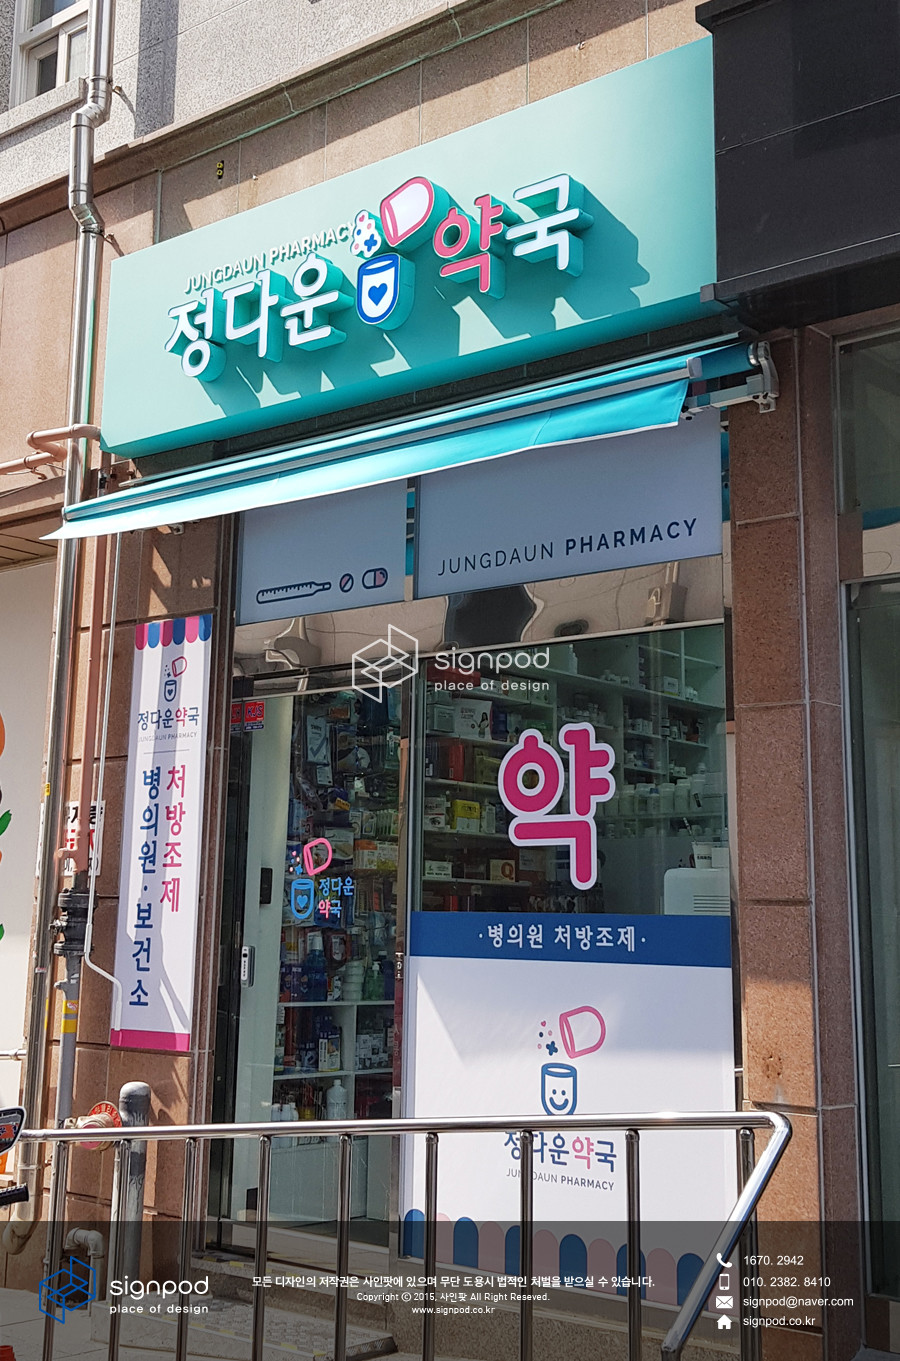 JUNGDAUN PHARMACY
정다운 약국
JUNGDAUN PHARMACY
signpod
place of design
정다운약국
JUNGDAUN PHARMACY
처방조제
병의원·보건소
약
정다운
약국
·병의원 처방조제·
정다운약국
JUNGDAUN PHARMACY
signpod
place of design
모든 디자인의 저작권은 사인팟에 있으며 무단 도용시 법적인 처벌을 받으실 수 있습니다.
Copyright ⓒ 2015, 사인팟 All Right Reseved.
www.signpod.co.kr
1670. 2942
010. 2382. 8410
signpod@naver.com
signpod.co.kr